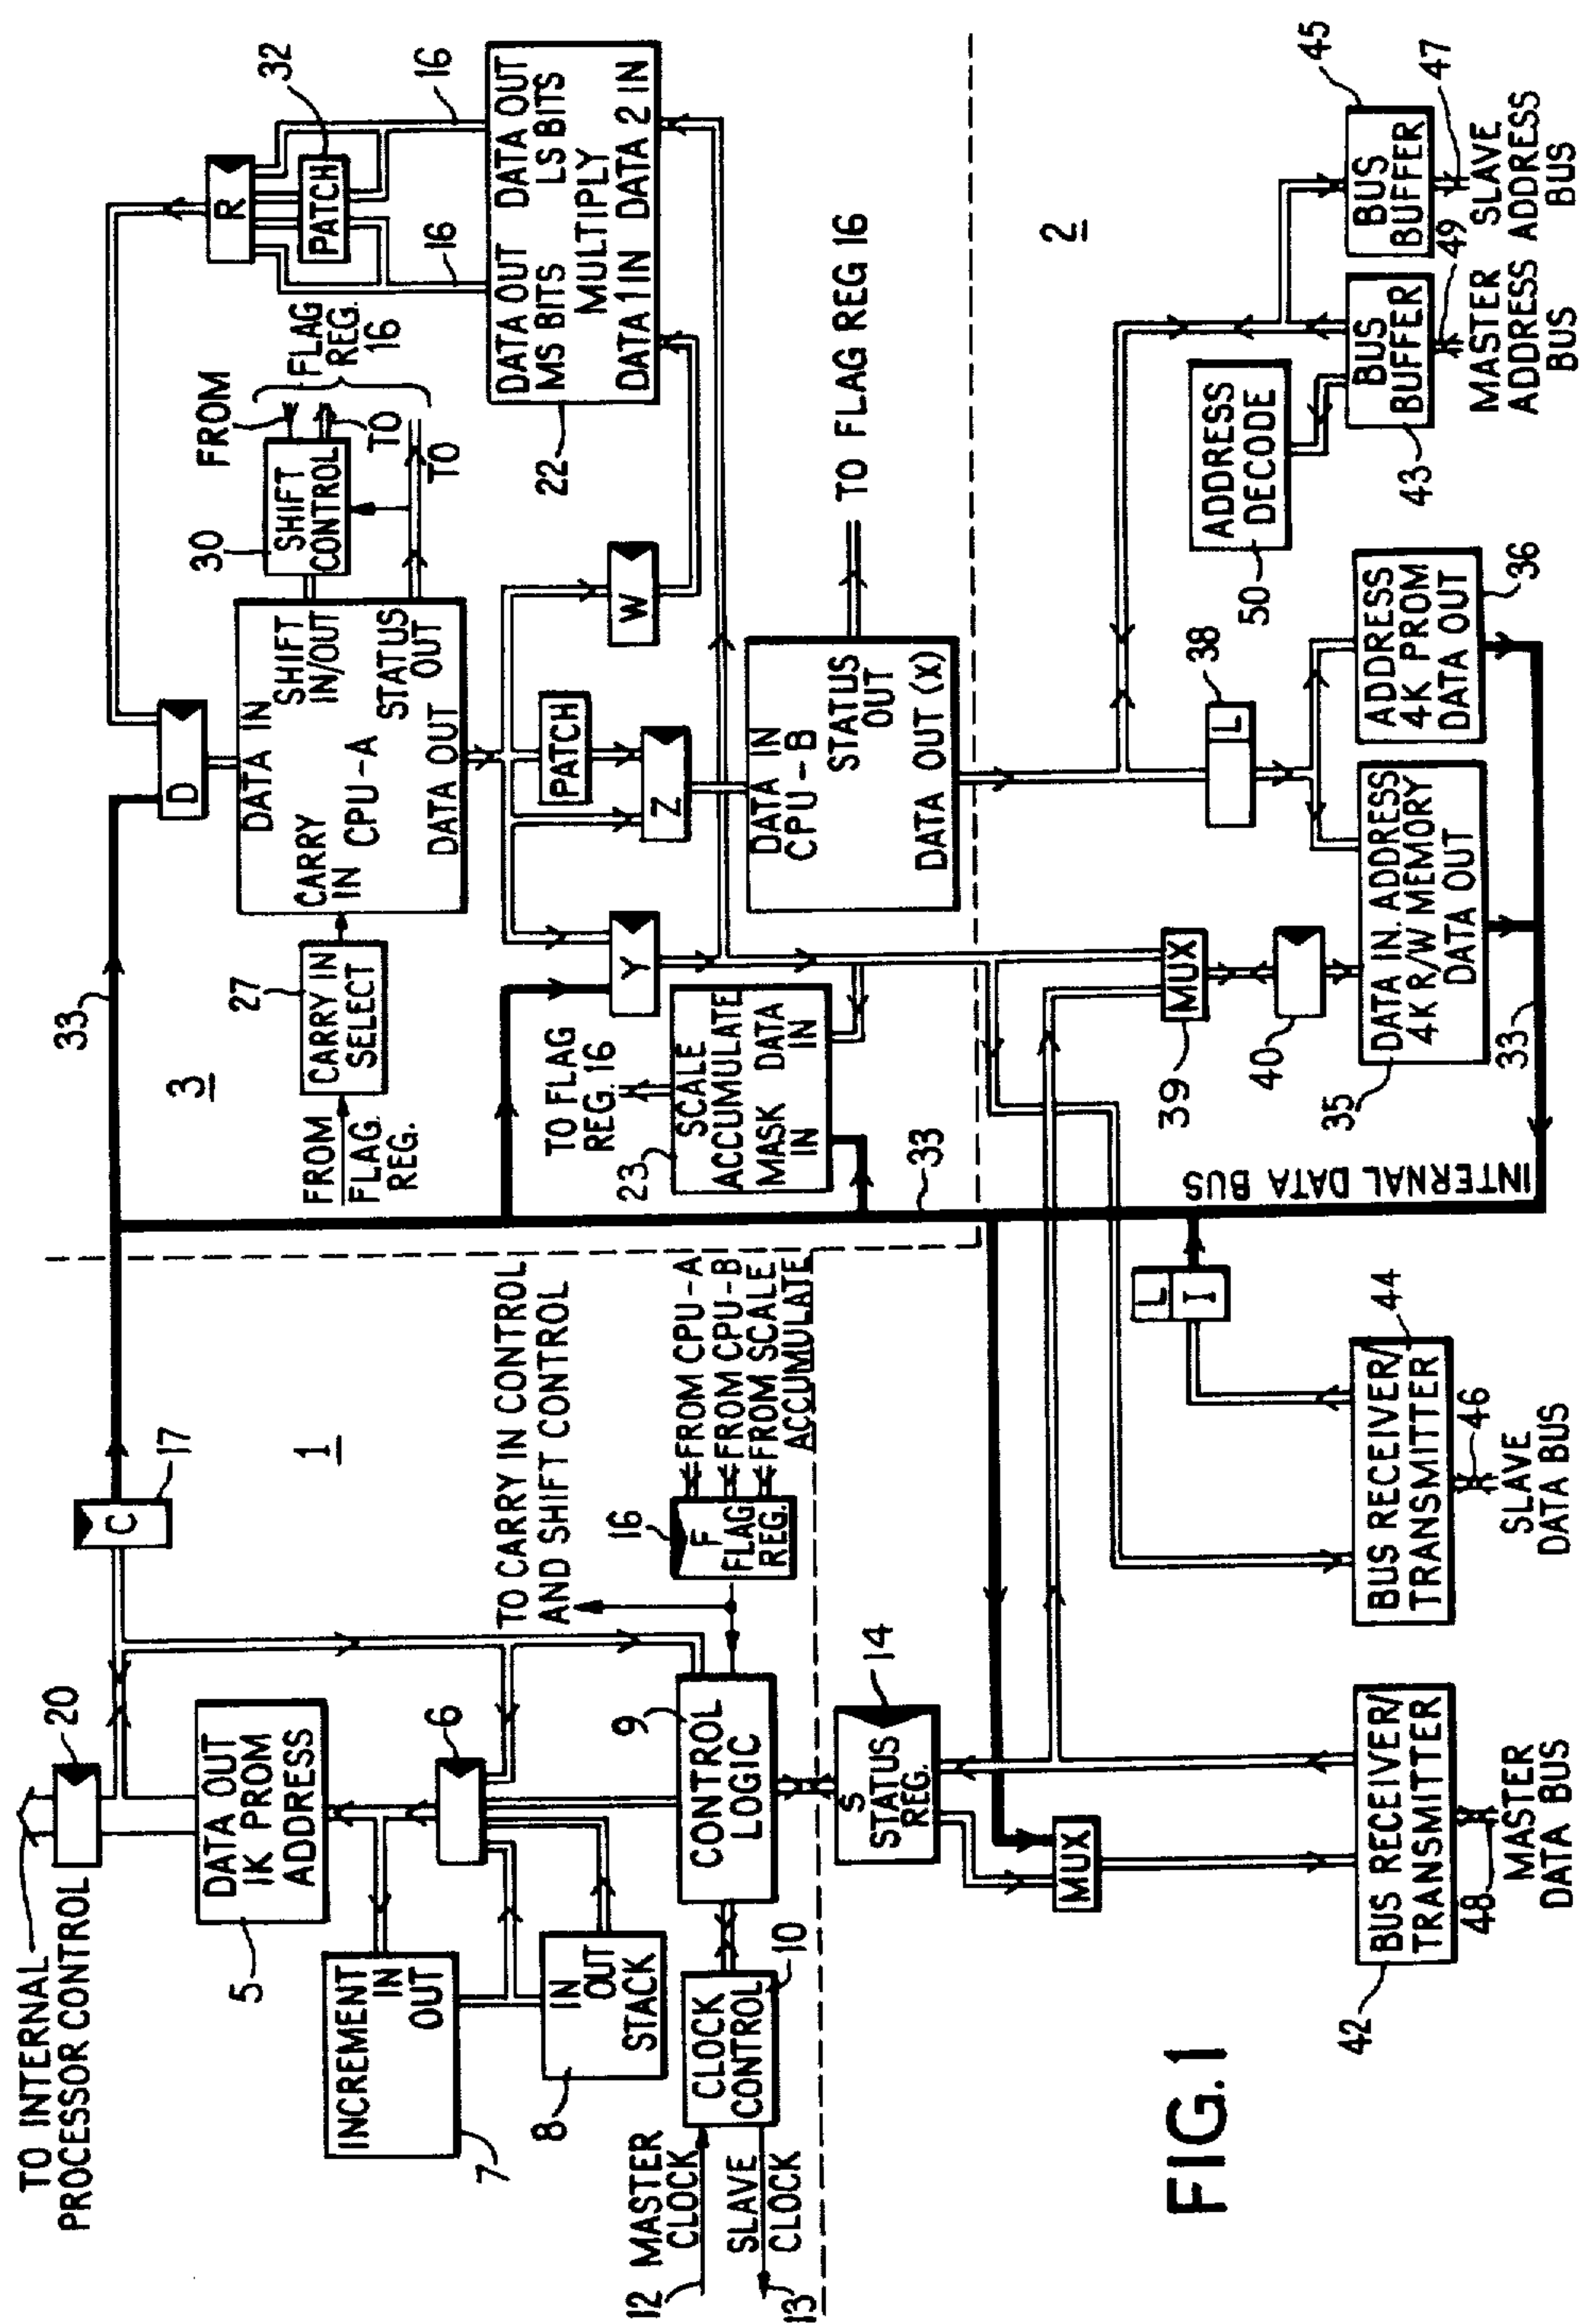 TO INTERNAL
PROCESSOR CONTROL
20
DATA OUT
1K PROM
ADDRESS
5
6
INCREMENT
IN
OUT
7
IN
OUT
STACK
8
CONTROL
LOGIC
9
CLOCK
CONTROL
10
12
MASTER
CLOCK
SLAVE
CLOCK
13
C
17
1
TO CARRY IN CONTROL
AND SHIFT CONTROL
16
F
FLAG
REG.
FROM CPU-A
FROM CPU-B
FROM SCALE
ACCUMULATE
S
STATUS
REG.
14
MUX
BUS RECEIVER/
TRANSMITTER
42
48
MASTER
DATA BUS
BUS RECEIVER/
TRANSMITTER
44
46
SLAVE
DATA BUS
L
I
INTERNAL DATA BUS
33
33
33
3
D
DATA IN
CARRY
IN
CPU-A
SHIFT
IN/OUT
STATUS
OUT
DATA OUT
27
CARRY IN
SELECT
FROM
FLAG
REG.
30
SHIFT
CONTROL
FROM
TO
TO
FLAG
REG.
16
R
PATCH
32
16
16
DATA OUT
MS BITS
DATA OUT
LS BITS
MULTIPLY
DATA 1 IN
DATA 2 IN
22
W
PATCH
Z
Y
TO FLAG
REG. 16
23
SCALE
ACCUMULATE
MASK
IN
DATA
IN
DATA IN
CPU-B
STATUS
OUT
DATA OUT (X)
TO FLAG REG 16
2
MUX
39
40
38
L
DATA IN. ADDRESS
4K R/W MEMORY
DATA OUT
35
ADDRESS
4K PROM
DATA OUT
36
ADDRESS
DECODE
50
BUS
BUFFER
43
49
MASTER
ADDRESS
BUS
BUS
BUFFER
45
47
SLAVE
ADDRESS
BUS
FIG.1